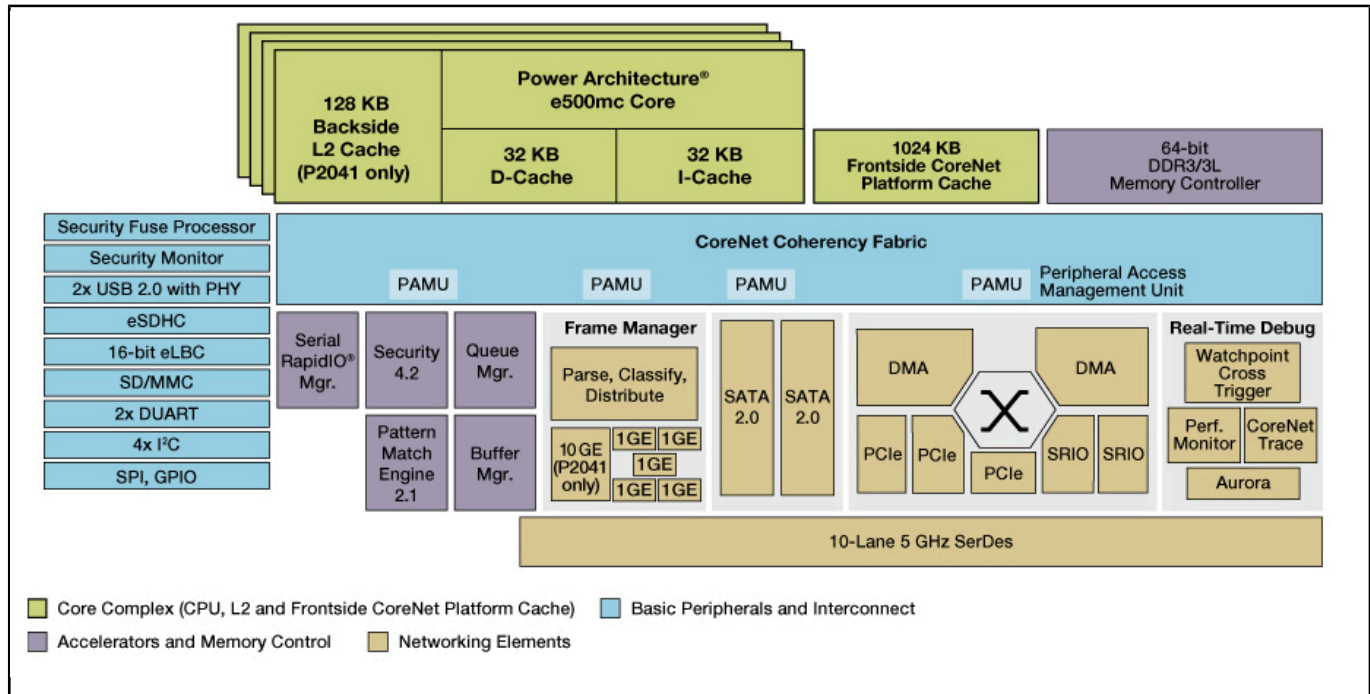 128 KB
Backside
L2 Cache
(P2041 only)
Power Architecture®
e500mc Core
32 KB
D-Cache
32 KB
I-Cache
1024 KB
Frontside CoreNet
Platform Cache
64-bit
DDR3/3L
Memory Controller
Security Fuse Processor
Security Monitor
2x USB 2.0 with PHY
eSDHC
16-bit eLBC
SD/MMC
2x DUART
4x I²C
SPI, GPIO
CoreNet Coherency Fabric
PAMU
PAMU
PAMU
PAMU
Peripheral Access
Management Unit
Serial
RapidIO®
Mgr.
Security
4.2
Queue
Mgr.
Pattern
Match
Engine
2.1
Buffer
Mgr.
Frame Manager
Parse, Classify,
Distribute
10 GE
(P2041
only)
1GE
1GE
1GE
1GE
1GE
SATA
2.0
SATA
2.0
DMA
DMA
PCIe
PCIe
PCIe
SRIO
SRIO
Real-Time Debug
Watchpoint
Cross
Trigger
Perf.
Monitor
CoreNet
Trace
Aurora
10-Lane 5 GHz SerDes
Core Complex (CPU, L2 and Frontside CoreNet Platform Cache)
Basic Peripherals and Interconnect
Accelerators and Memory Control
Networking Elements